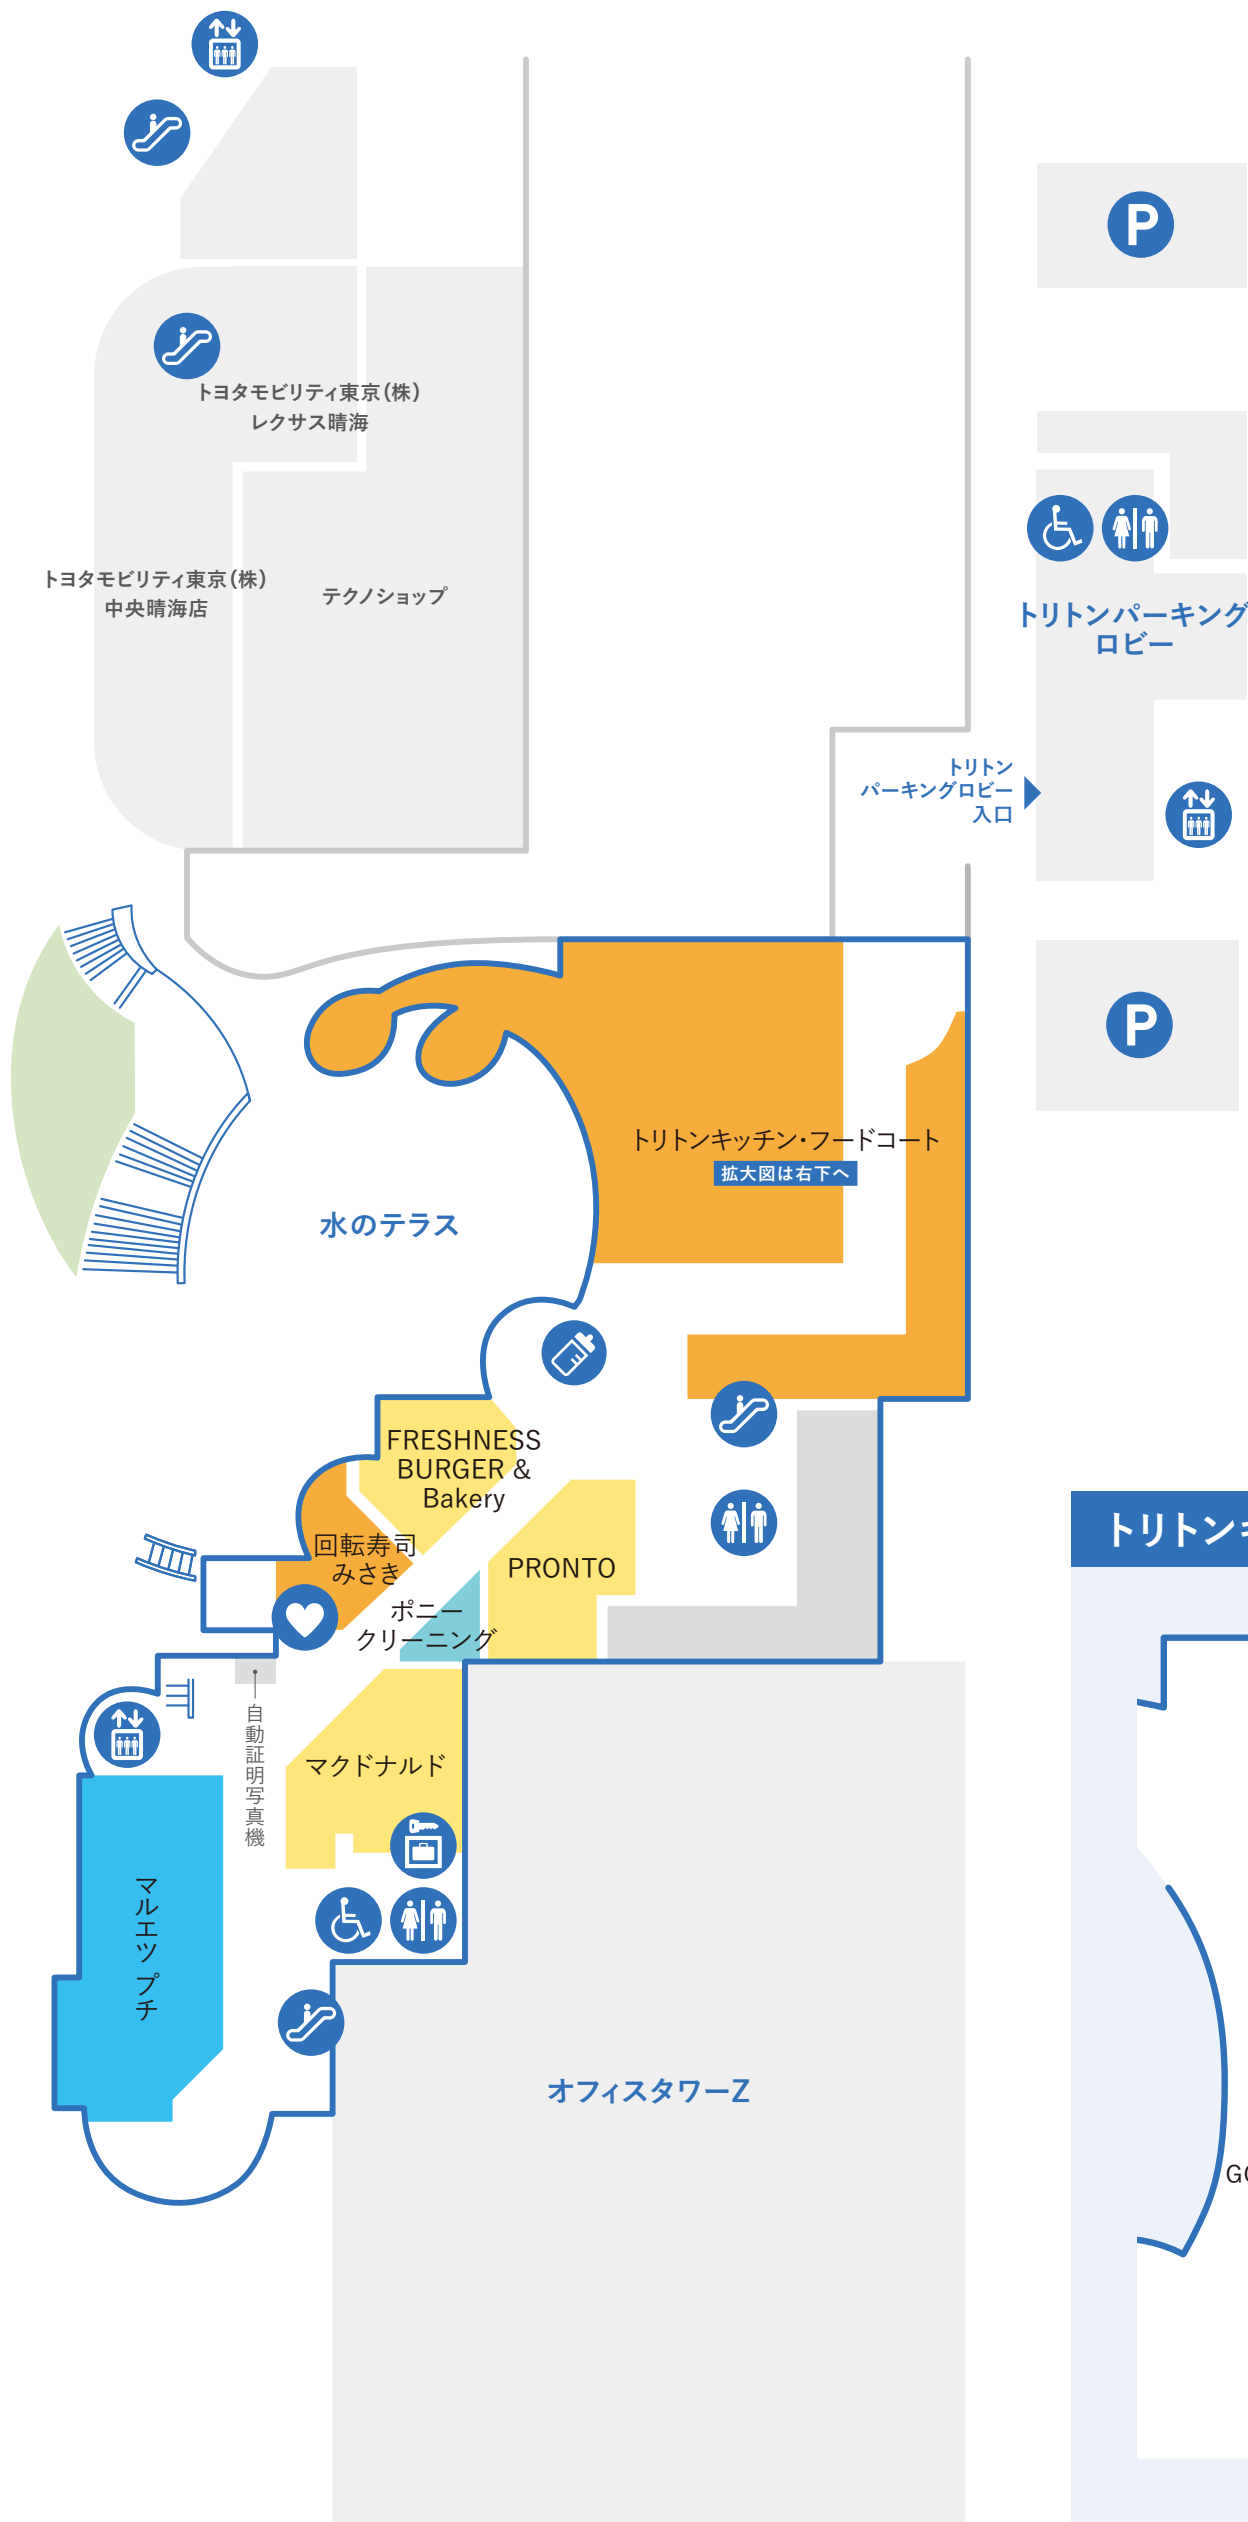 P
トヨタモビリティ東京(株)
レクサス晴海
トヨタモビリティ東京(株)
中央晴海店
テクノショップ
トリトンパーキング
ロビー
トリトン
パーキングロビー
入口
P
トリトンキッチン・フードコート
拡大図は右下へ
水のテラス
FRESHNESS
BURGER &
Bakery
回転寿司
みさき
PRONTO
ポニー
クリーニング
トリトン
自動証明写真機
マクドナルド
マルエツ プチ
オフィスタワーZ